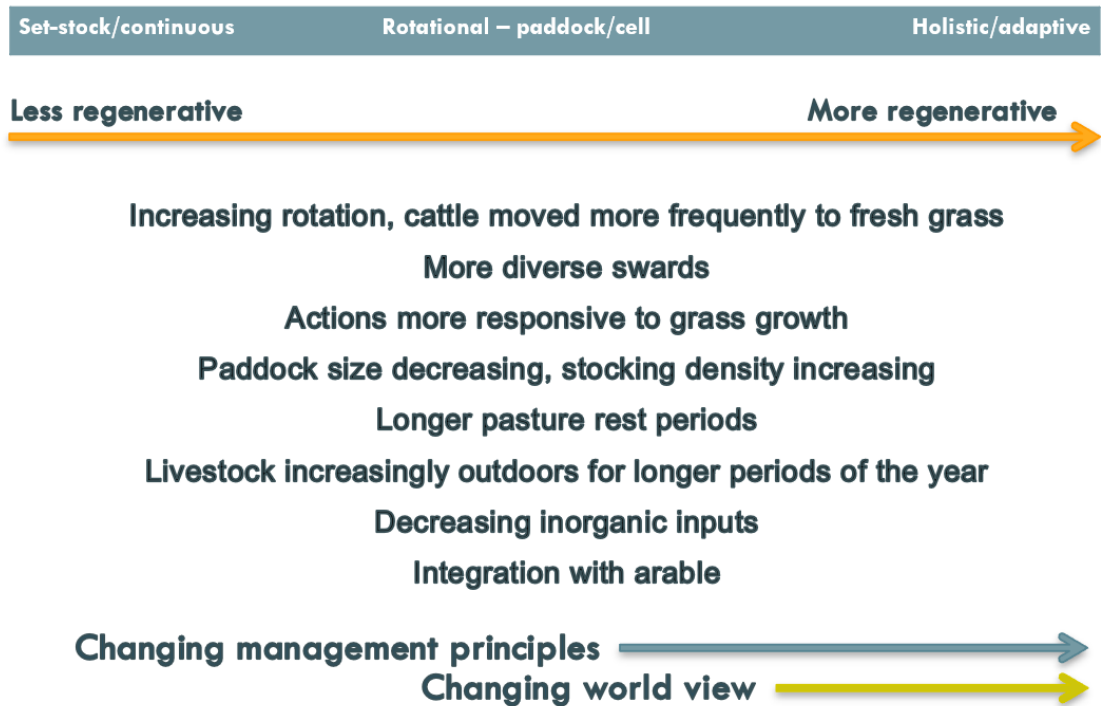 Set-stock/continuous Rotational – paddock/cell Holistic/adaptive
Less regenerative More regenerative
Increasing rotation, cattle moved more frequently to fresh grass
More diverse swards
Actions more responsive to grass growth
Paddock size decreasing, stocking density increasing
Longer pasture rest periods
Livestock increasingly outdoors for longer periods of the year
Decreasing inorganic inputs
Integration with arable
Changing management principles
Changing world view